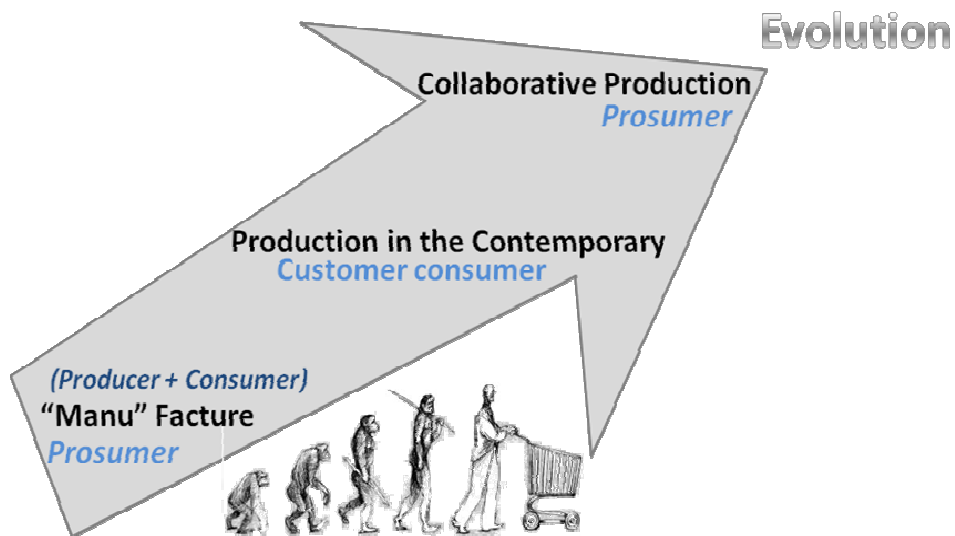 Evolution
Collaborative Production
Prosumer
Production in the Contemporary
Customer consumer
(Producer + Consumer)
“Manu” Facture
Prosumer